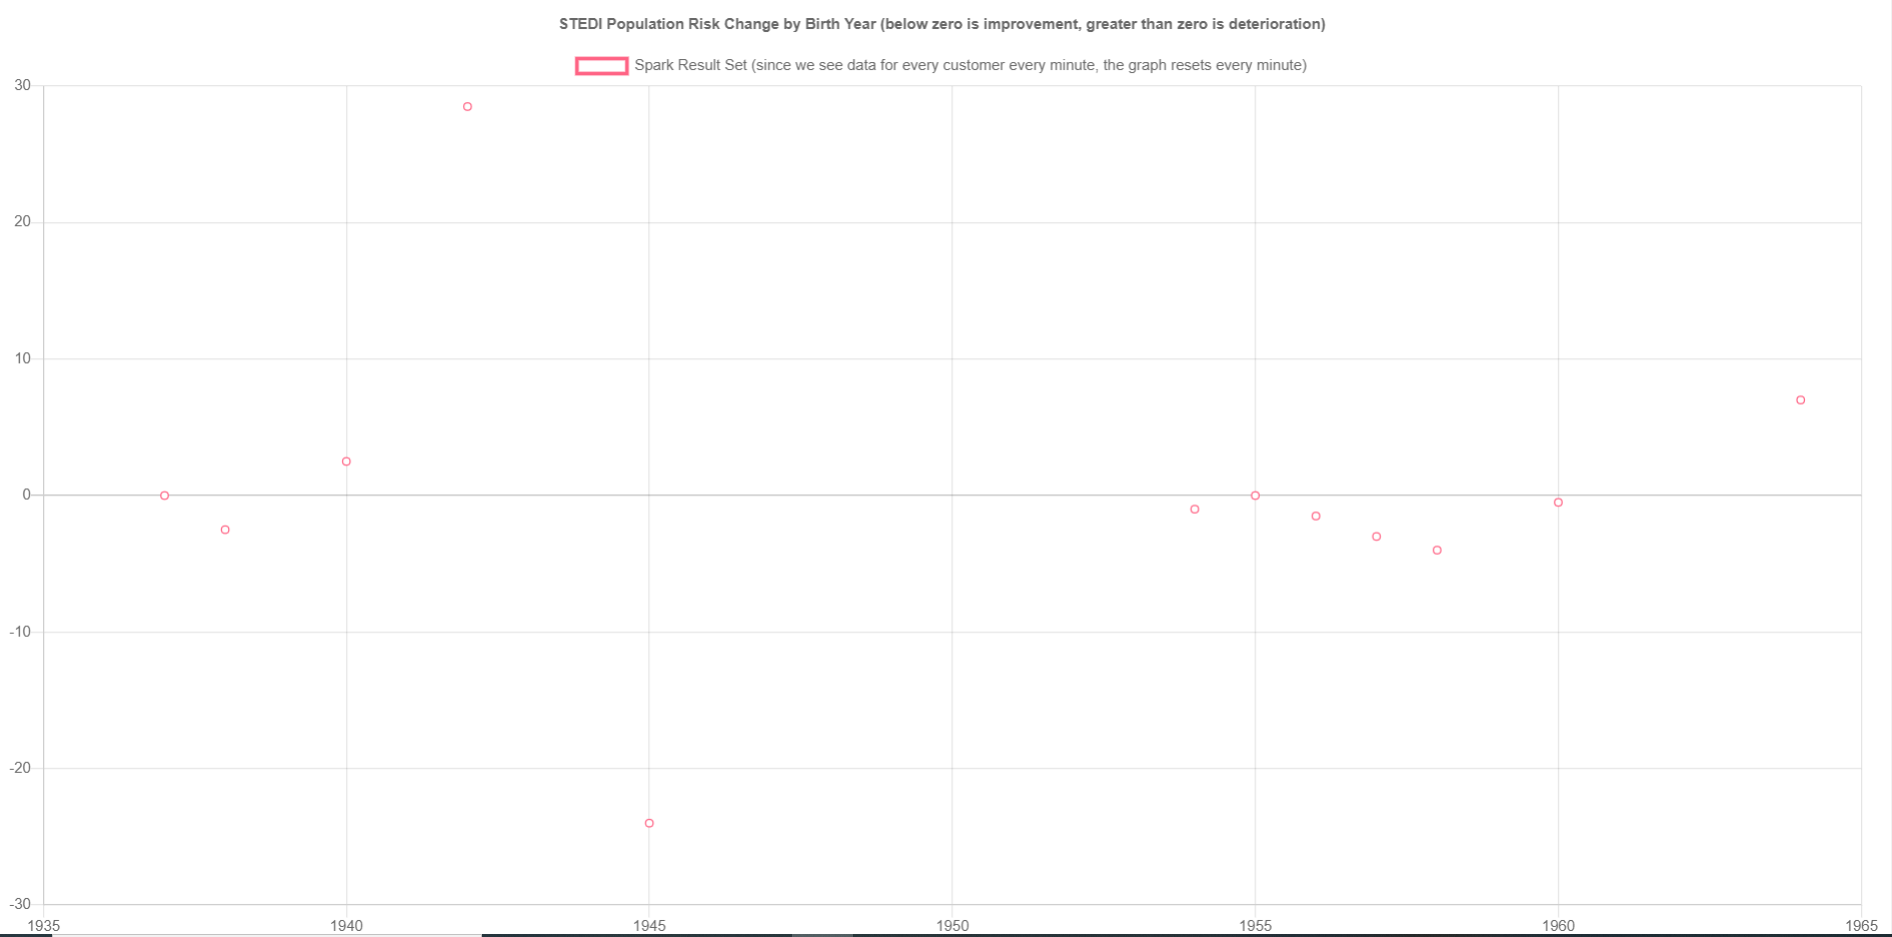 STEDI Population Risk Change by Birth Year (below zero is improvement, greater than zero is deterioration)
Spark Result Set (since we see data for every customer every minute, the graph resets every minute)
30
20
10
0
-10
-20
-30
1935 1940 1945 1950 1955 1960 1965